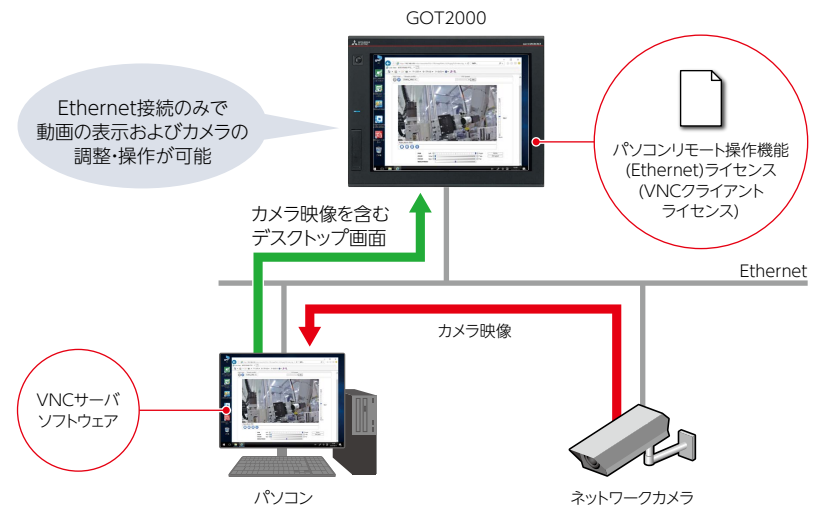 GOT2000
Ethernet接続のみで
動画の表示およびカメラの
調整・操作が可能
パソコンリモート操作機能
(Ethernet)ライセンス
(VNCクライアント
ライセンス)
カメラ映像を含む
デスクトップ画面
Ethernet
カメラ映像
VNCサーバ
ソフトウェア
パソコン
ネットワークカメラ